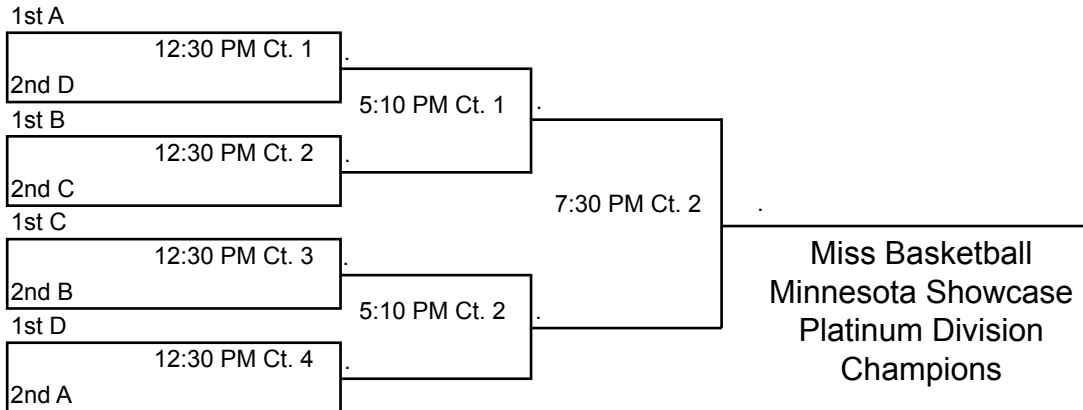 1st A
12:30 PM Ct. 1
.
2nd D
5:10 PM Ct. 1
.
1st B
12:30 PM Ct. 2
.
2nd C
7:30 PM Ct. 2
.
1st C
12:30 PM Ct. 3
.
2nd B
5:10 PM Ct. 2
.
1st D
12:30 PM Ct. 4
.
2nd A
Miss Basketball
Minnesota Showcase
Platinum Division
Champions